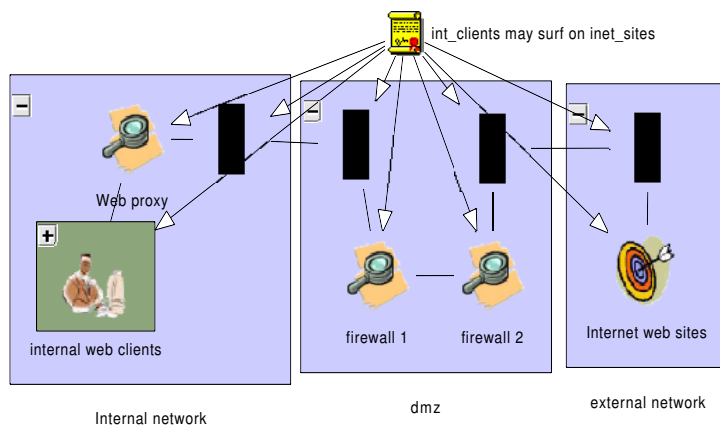 int_clients may surf on inet_sites
Web proxy
internal web clients
firewall 1
firewall 2
Internet web sites
Internal network
dmz
external network